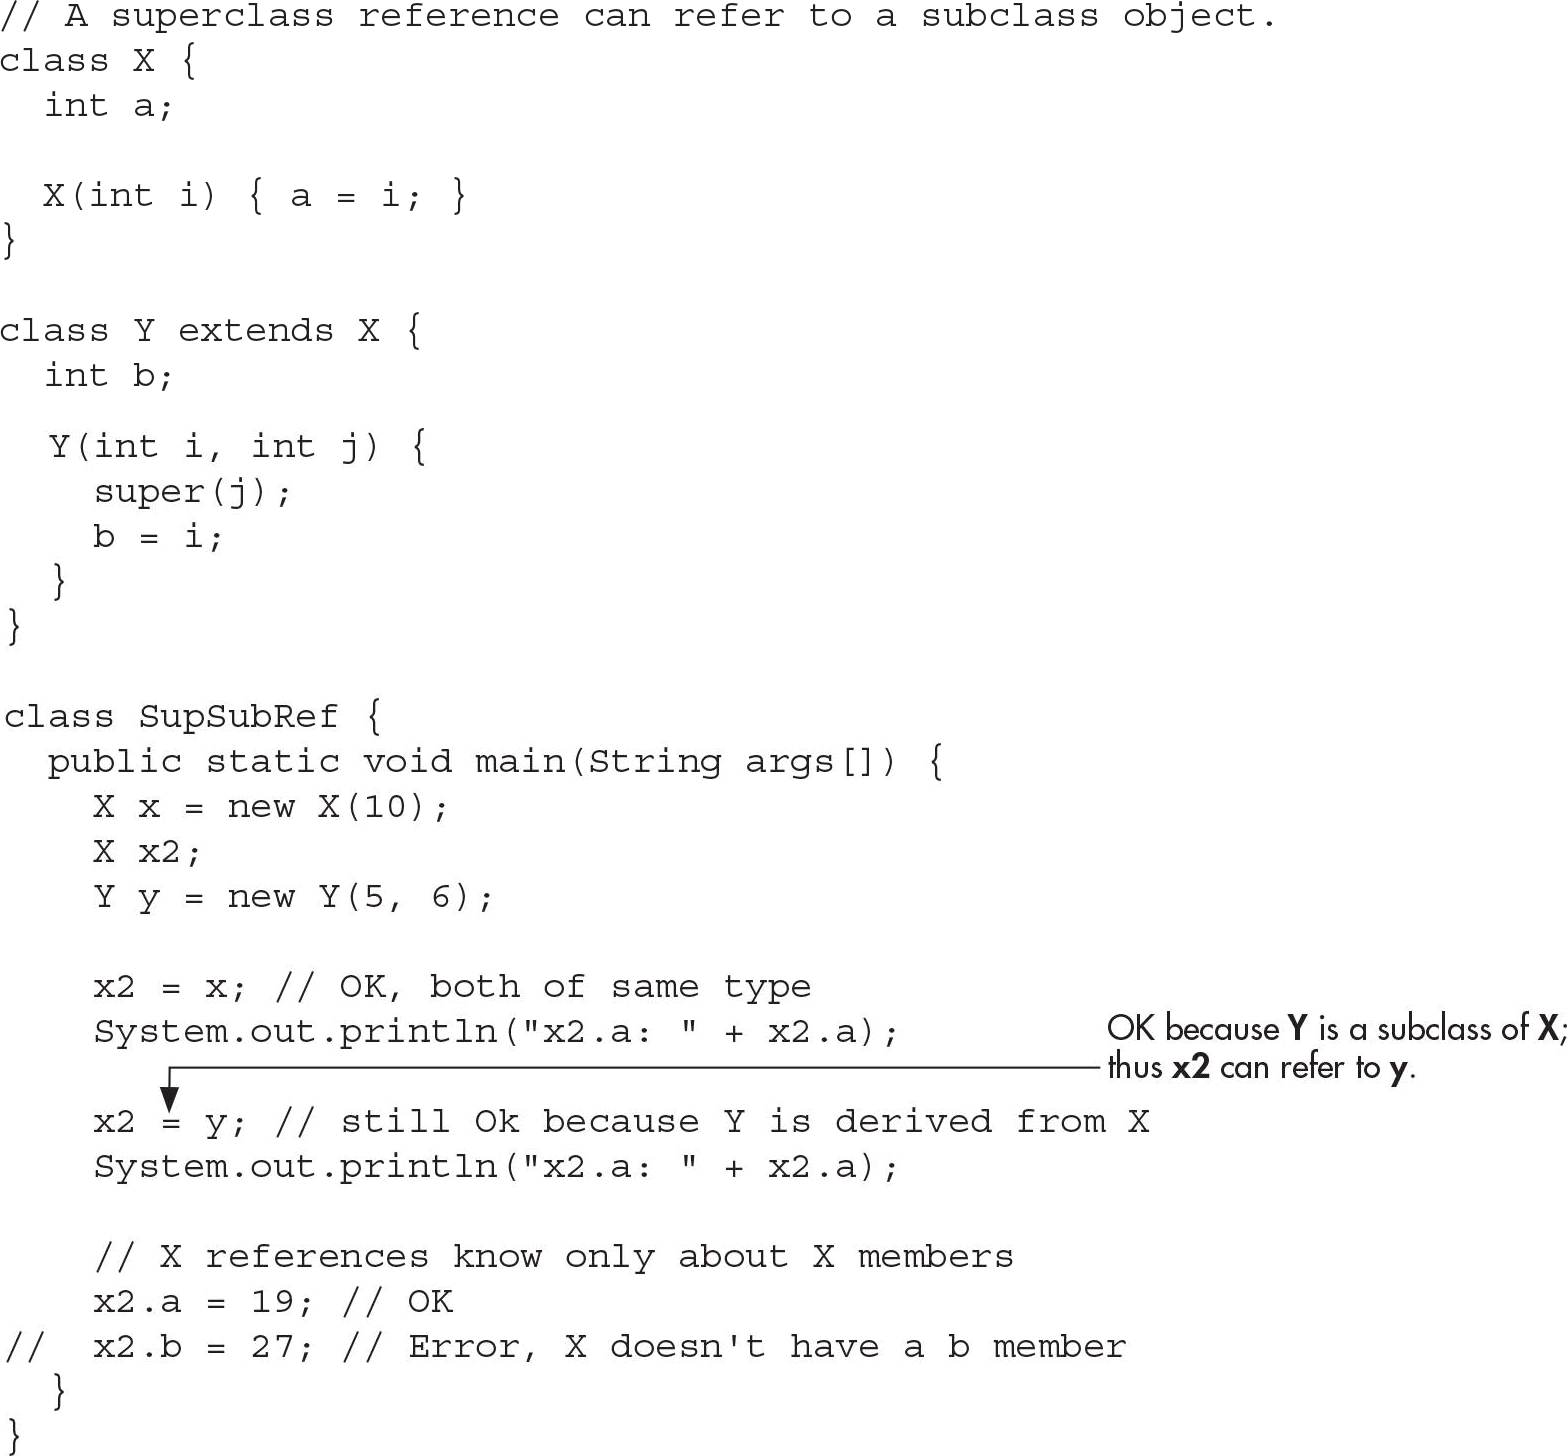 // A superclass reference can refer to a subclass object.
class X {
  int a;

  X(int i) { a = i; }
}

class Y extends X {
  int b;

  Y(int i, int j) {
    super(j);
    b = i;
  }
}

class SupSubRef {
  public static void main(String args[]) {
    X x = new X(10);
    X x2;
    Y y = new Y(5, 6);

    x2 = x; // OK, both of same type
    System.out.println("x2.a: " + x2.a);
OK because Y is a subclass of X;
thus x2 can refer to y.
    x2 = y; // still Ok because Y is derived from X
    System.out.println("x2.a: " + x2.a);

    // X references know only about X members
    x2.a = 19; // OK
//  x2.b = 27; // Error, X doesn't have a b member
  }
}